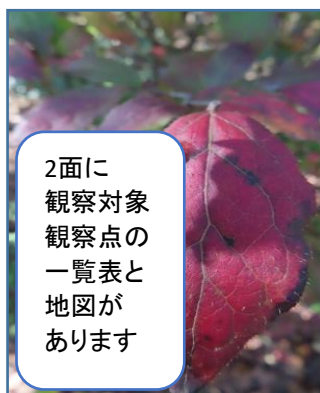 2面に
観察対象
観察点の
一覧表と
地図が
あります